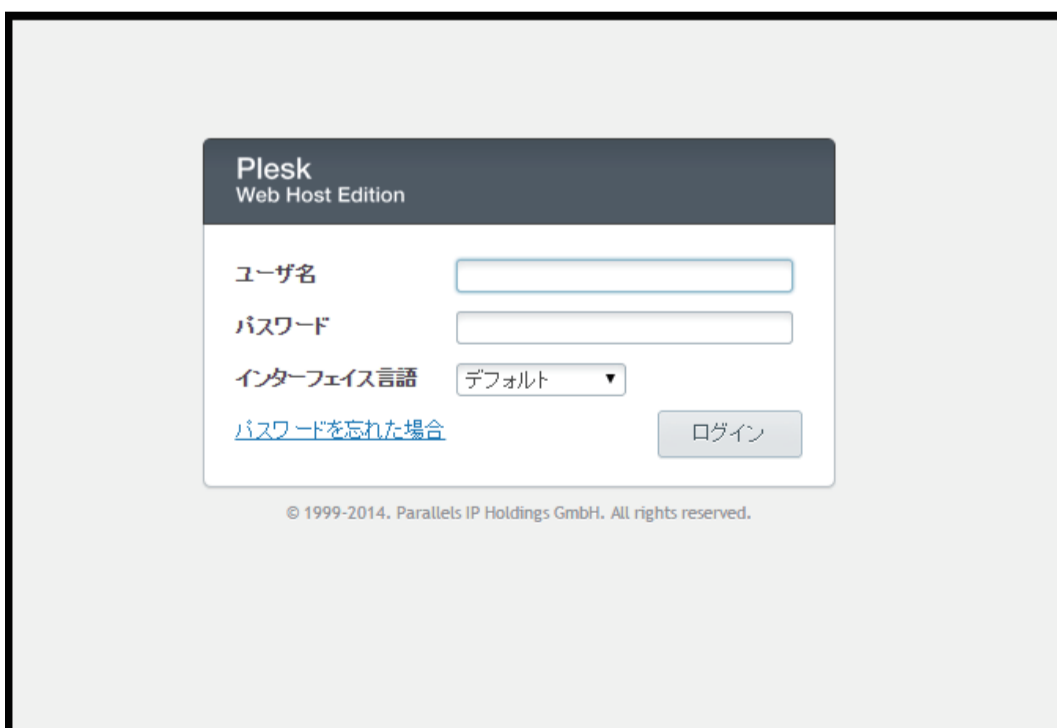 Plesk
Web Host Edition
ユーザ名
パスワード
インターフェイス言語 デフォルト
パスワードを忘れた場合 ログイン
© 1999-2014. Parallels IP Holdings GmbH. All rights reserved.